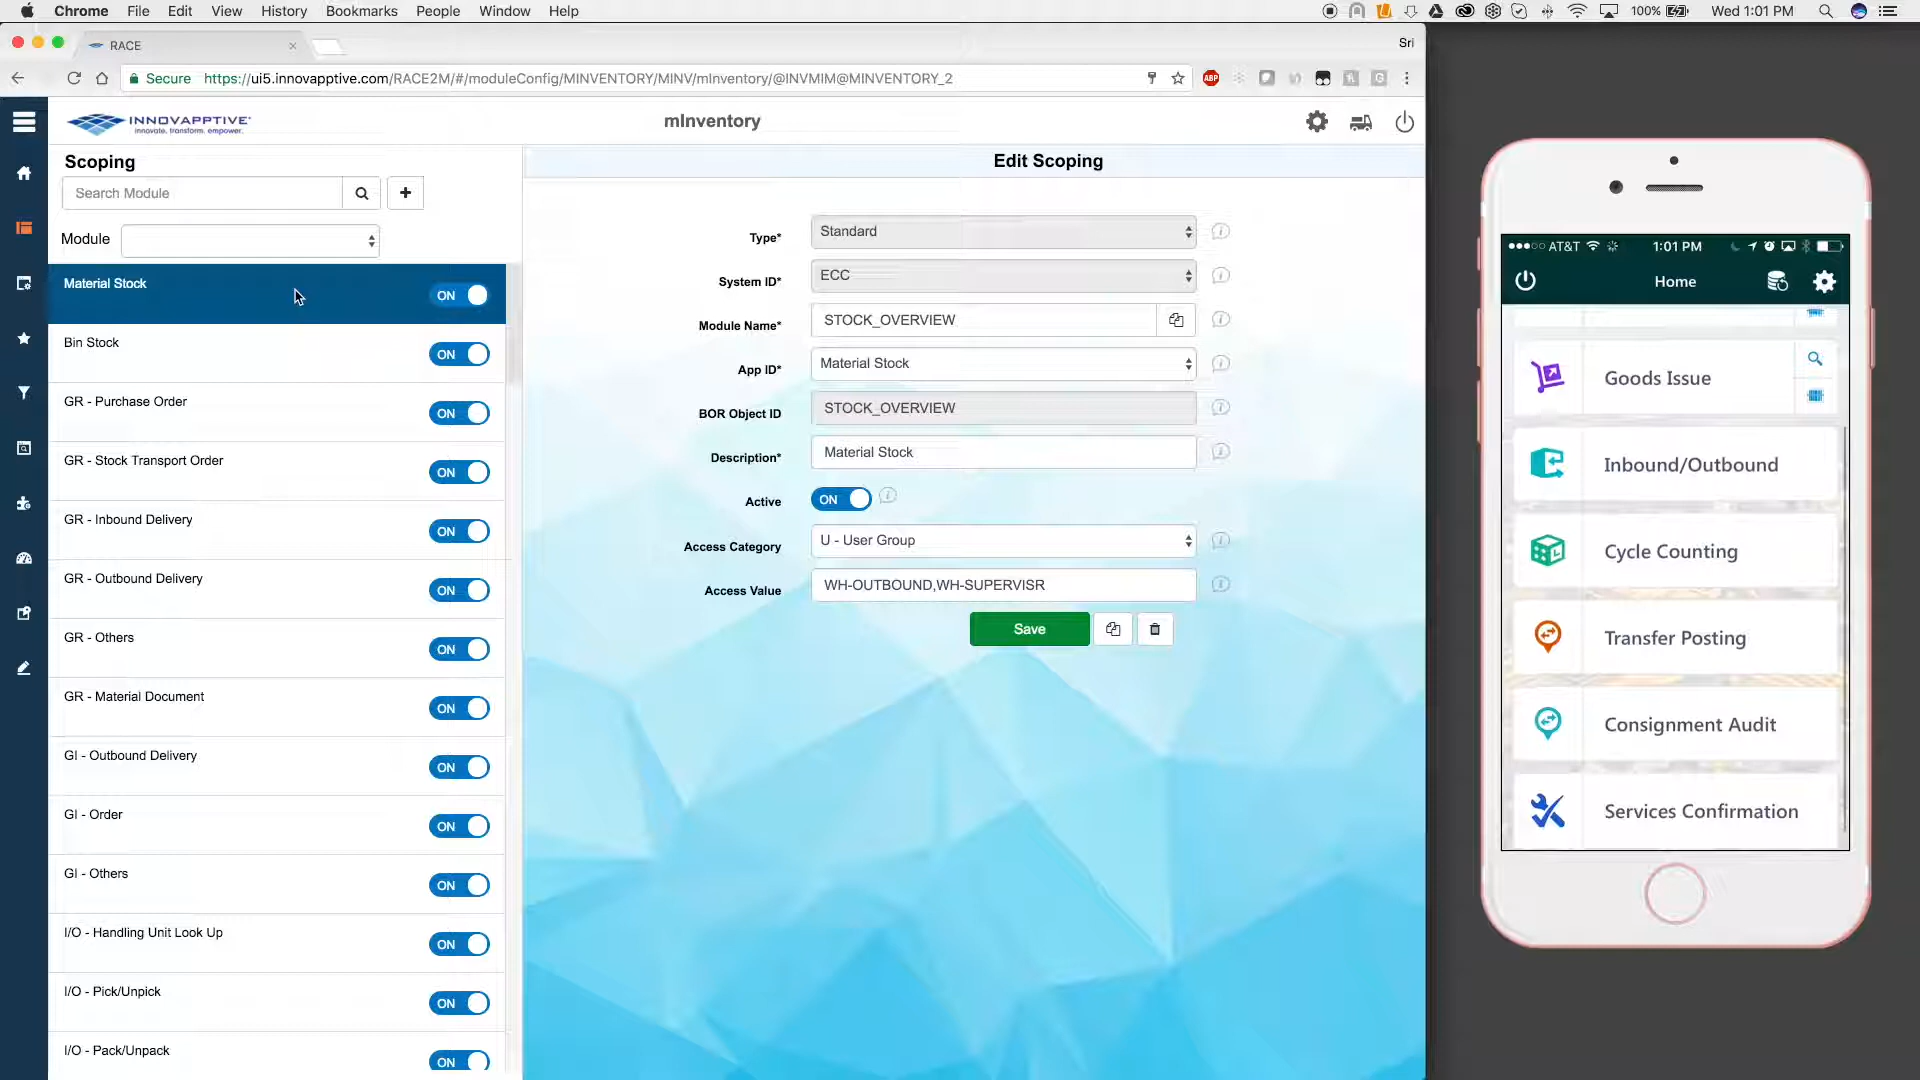 Chrome File Edit View History Bookmarks People Window Help 100% Wed 1:01 PM
RACE
Sri
Secure https://ui5.innovapptive.com/RACE2M/#/moduleConfig/MINVENTORY/MINV/mInventory/@INVMIM@MINVENTORY_2
ABP
INNOVAPPTIVE
innovate. transform. empower.
mInventory
Scoping
Search Module
Module
Material Stock ON
Bin Stock ON
GR - Purchase Order ON
GR - Stock Transport Order ON
GR - Inbound Delivery ON
GR - Outbound Delivery ON
GR - Others ON
GR - Material Document ON
GI - Outbound Delivery ON
GI - Order ON
GI - Others ON
I/O - Handling Unit Look Up ON
I/O - Pick/Unpick ON
I/O - Pack/Unpack ON
Edit Scoping
Type* Standard
System ID* ECC
Module Name* STOCK_OVERVIEW
App ID* Material Stock
BOR Object ID STOCK_OVERVIEW
Description* Material Stock
Active ON
Access Category U - User Group
Access Value WH-OUTBOUND,WH-SUPERVISR
Save
AT&T 1:01 PM
Home
Goods Issue
Inbound/Outbound
Cycle Counting
Transfer Posting
Consignment Audit
Services Confirmation